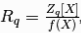 R_q = \frac{Z_q[X]}{f(X)},